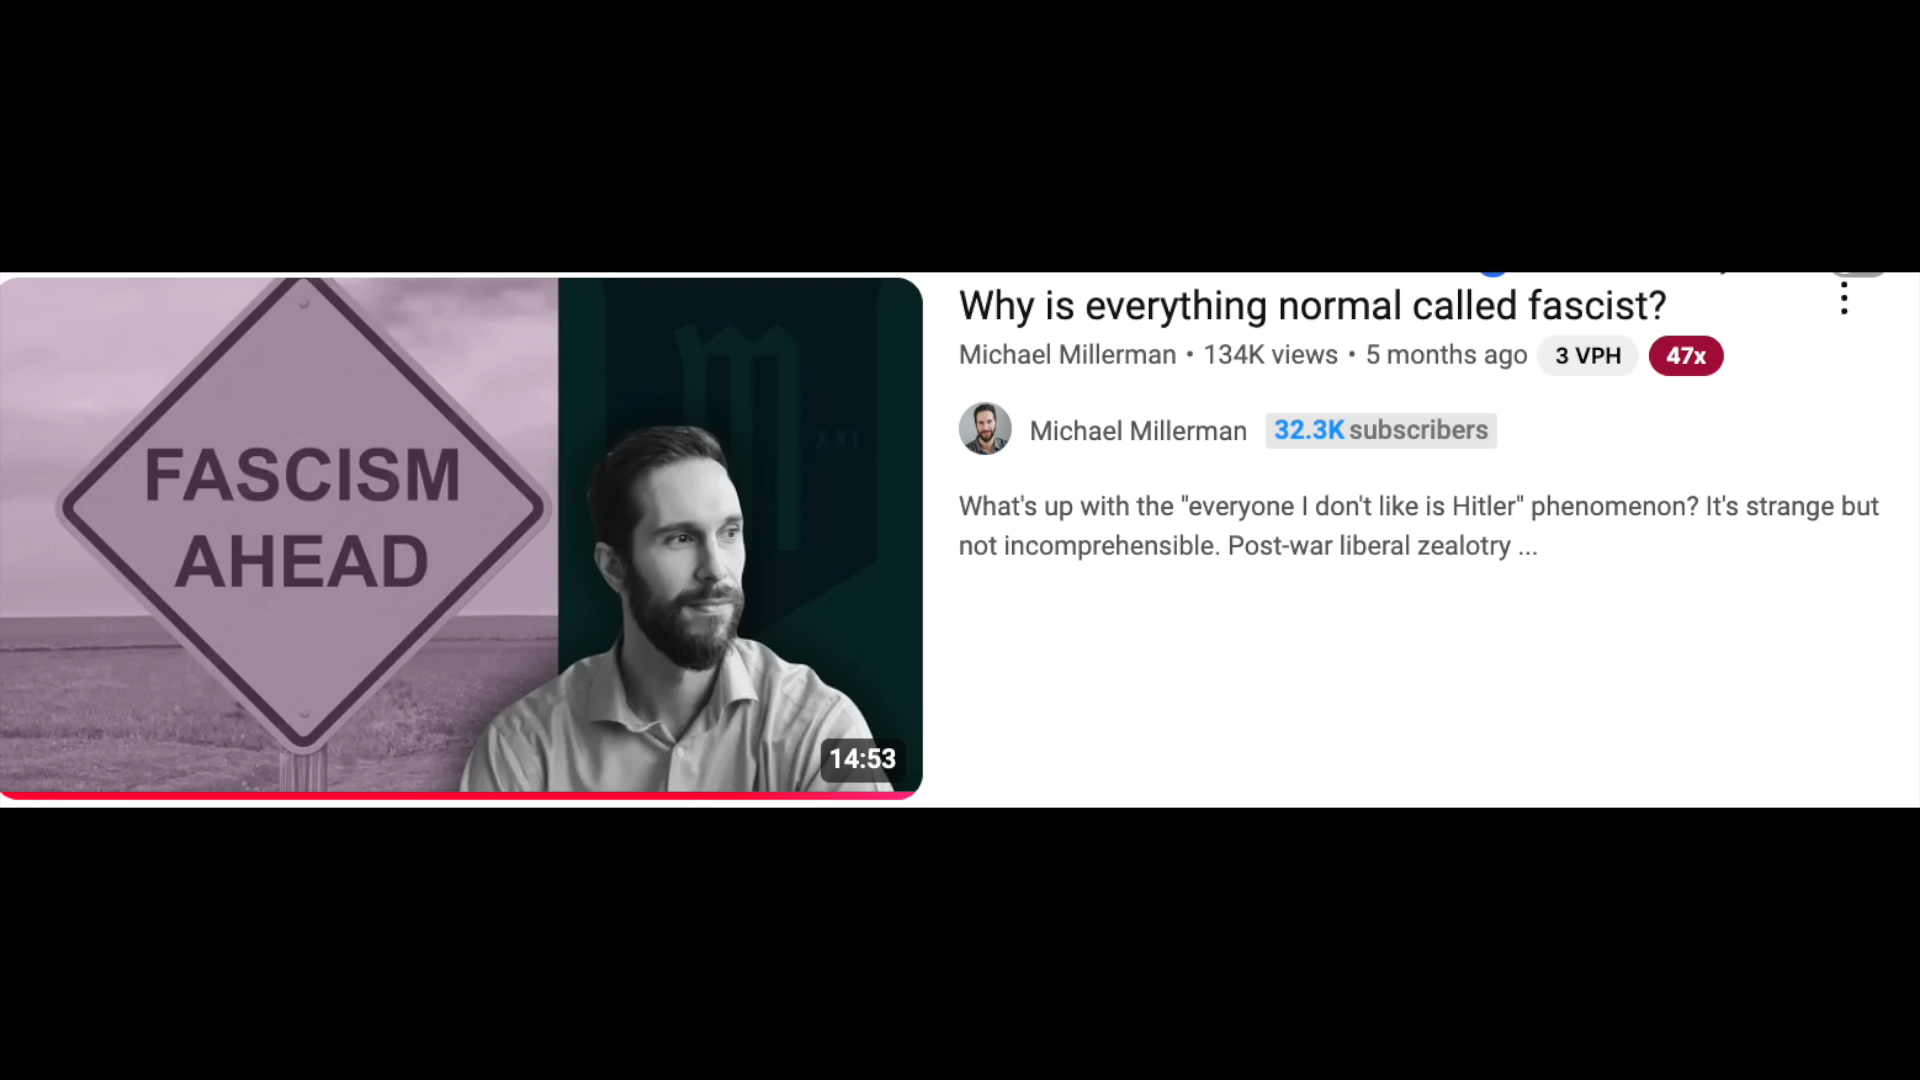 FASCISM
AHEAD
XXI
14:53
Why is everything normal called fascist?
Michael Millerman • 134K views • 5 months ago 3 VPH 47x
Michael Millerman 32.3K subscribers
What's up with the "everyone I don't like is Hitler" phenomenon? It's strange but
not incomprehensible. Post-war liberal zealotry ...